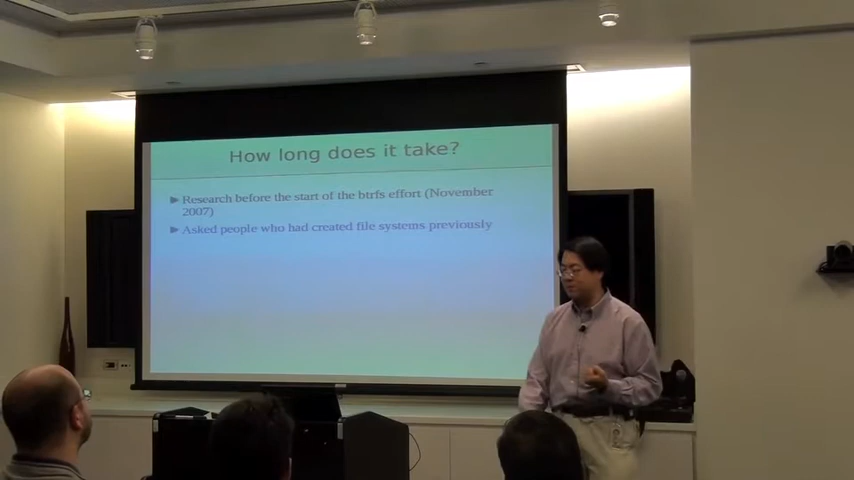 How long does it take?
Research before the start of the btrfs effort (November
2007)
Asked people who had created file systems previously